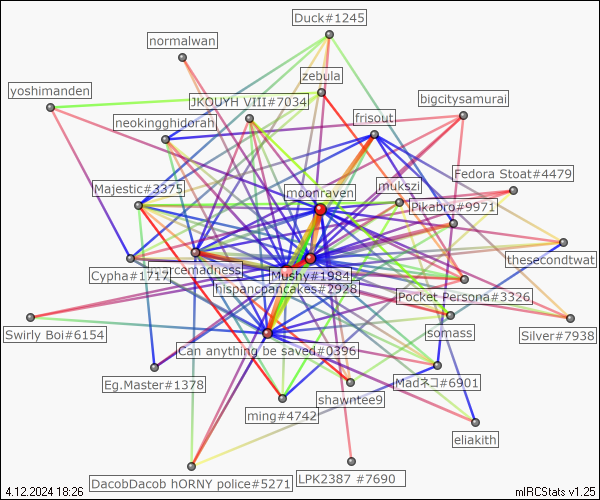 Duck#1245
normalwan
zebula
yoshimanden
JKOUYH VIII#7034
bigcitysamurai
neokingghidorah
frisout
Fedora Stoat#4479
Majestic#3375
moonraven
mukszi
Pikabro#9971
thesecondtwat
Cypha#1717
rcemadness
Mushy#1984
hispancpancakes#2928
Pocket Persona#3326
Swirly Boi#6154
somass
Silver#7938
Can anything be saved#0396
Eg.Master#1378
Madネコ#6901
shawntee9
ming#4742
eliakith
DacobDacob hORNY police#5271
LPK2387 #7690
4.12.2024 18:26
mIRCStats v1.25